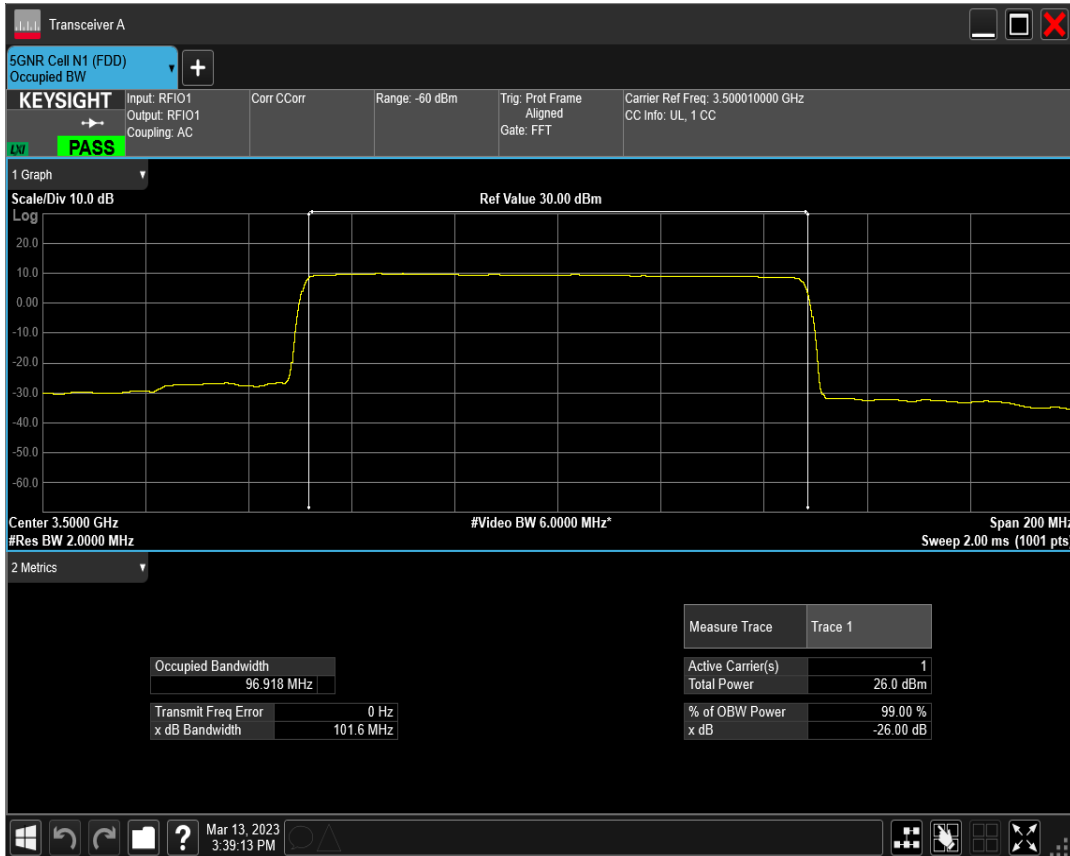 Transceiver A
5GNR Cell N1 (FDD)
Occupied BW
+
KEYSIGHT
LXI
PASS
Input: RFIO1
Output: RFIO1
Coupling: AC
Corr CCorr
Range: -60 dBm
Trig: Prot Frame
Aligned
Gate: FFT
Carrier Ref Freq: 3.500010000 GHz
CC Info: UL, 1 CC
1 Graph
Scale/Div 10.0 dB
Ref Value 30.00 dBm
Log
20.0
10.0
0.00
-10.0
-20.0
-30.0
-40.0
-50.0
-60.0
Center 3.5000 GHz
#Video BW 6.0000 MHz*
Span 200 MHz
#Res BW 2.0000 MHz
Sweep 2.00 ms (1001 pts)
2 Metrics
Measure Trace Trace 1
Occupied Bandwidth
96.918 MHz
Active Carrier(s) 1
Total Power 26.0 dBm
Transmit Freq Error 0 Hz
x dB Bandwidth 101.6 MHz
% of OBW Power 99.00 %
x dB -26.00 dB
?
Mar 13, 2023
3:39:13 PM